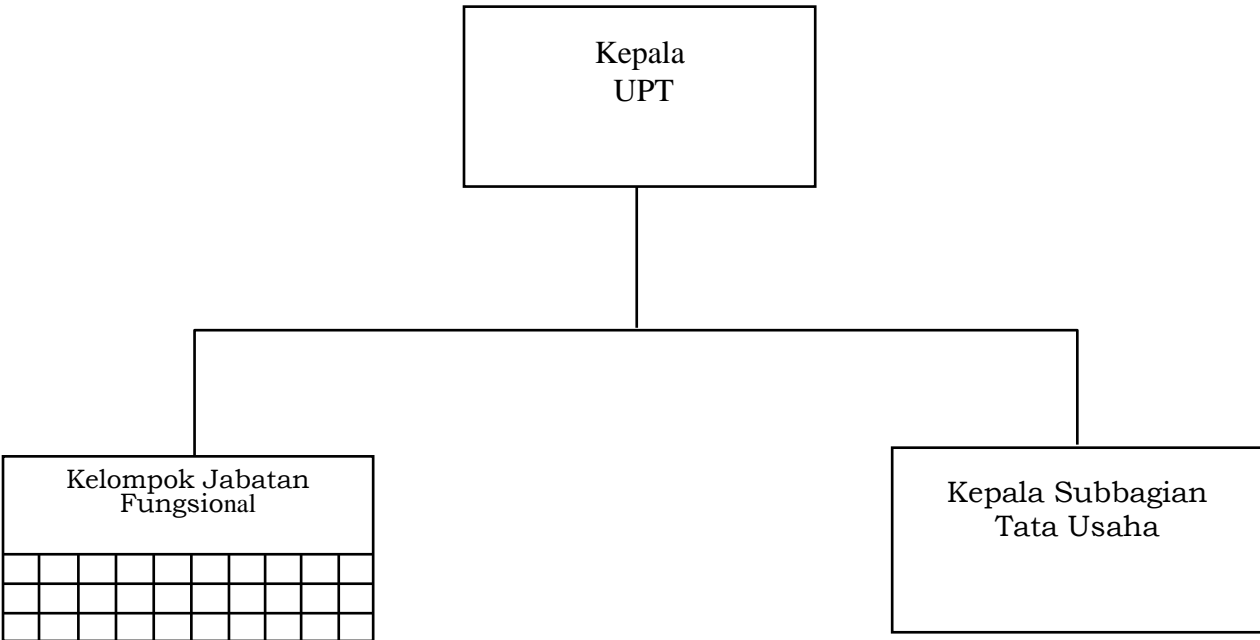 Kepala
UPT
Kelompok Jabatan
Fungsional
Kepala Subbagian
Tata Usaha